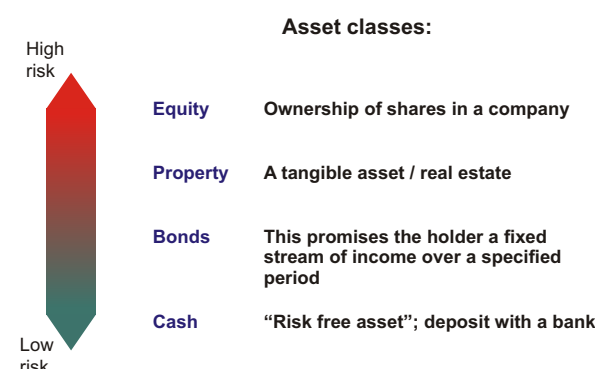 Asset classes:
High
risk
Equity Ownership of shares in a company
Property A tangible asset / real estate
Bonds This promises the holder a fixed
stream of income over a specified
period
Cash “Risk free asset”; deposit with a bank
Low
risk